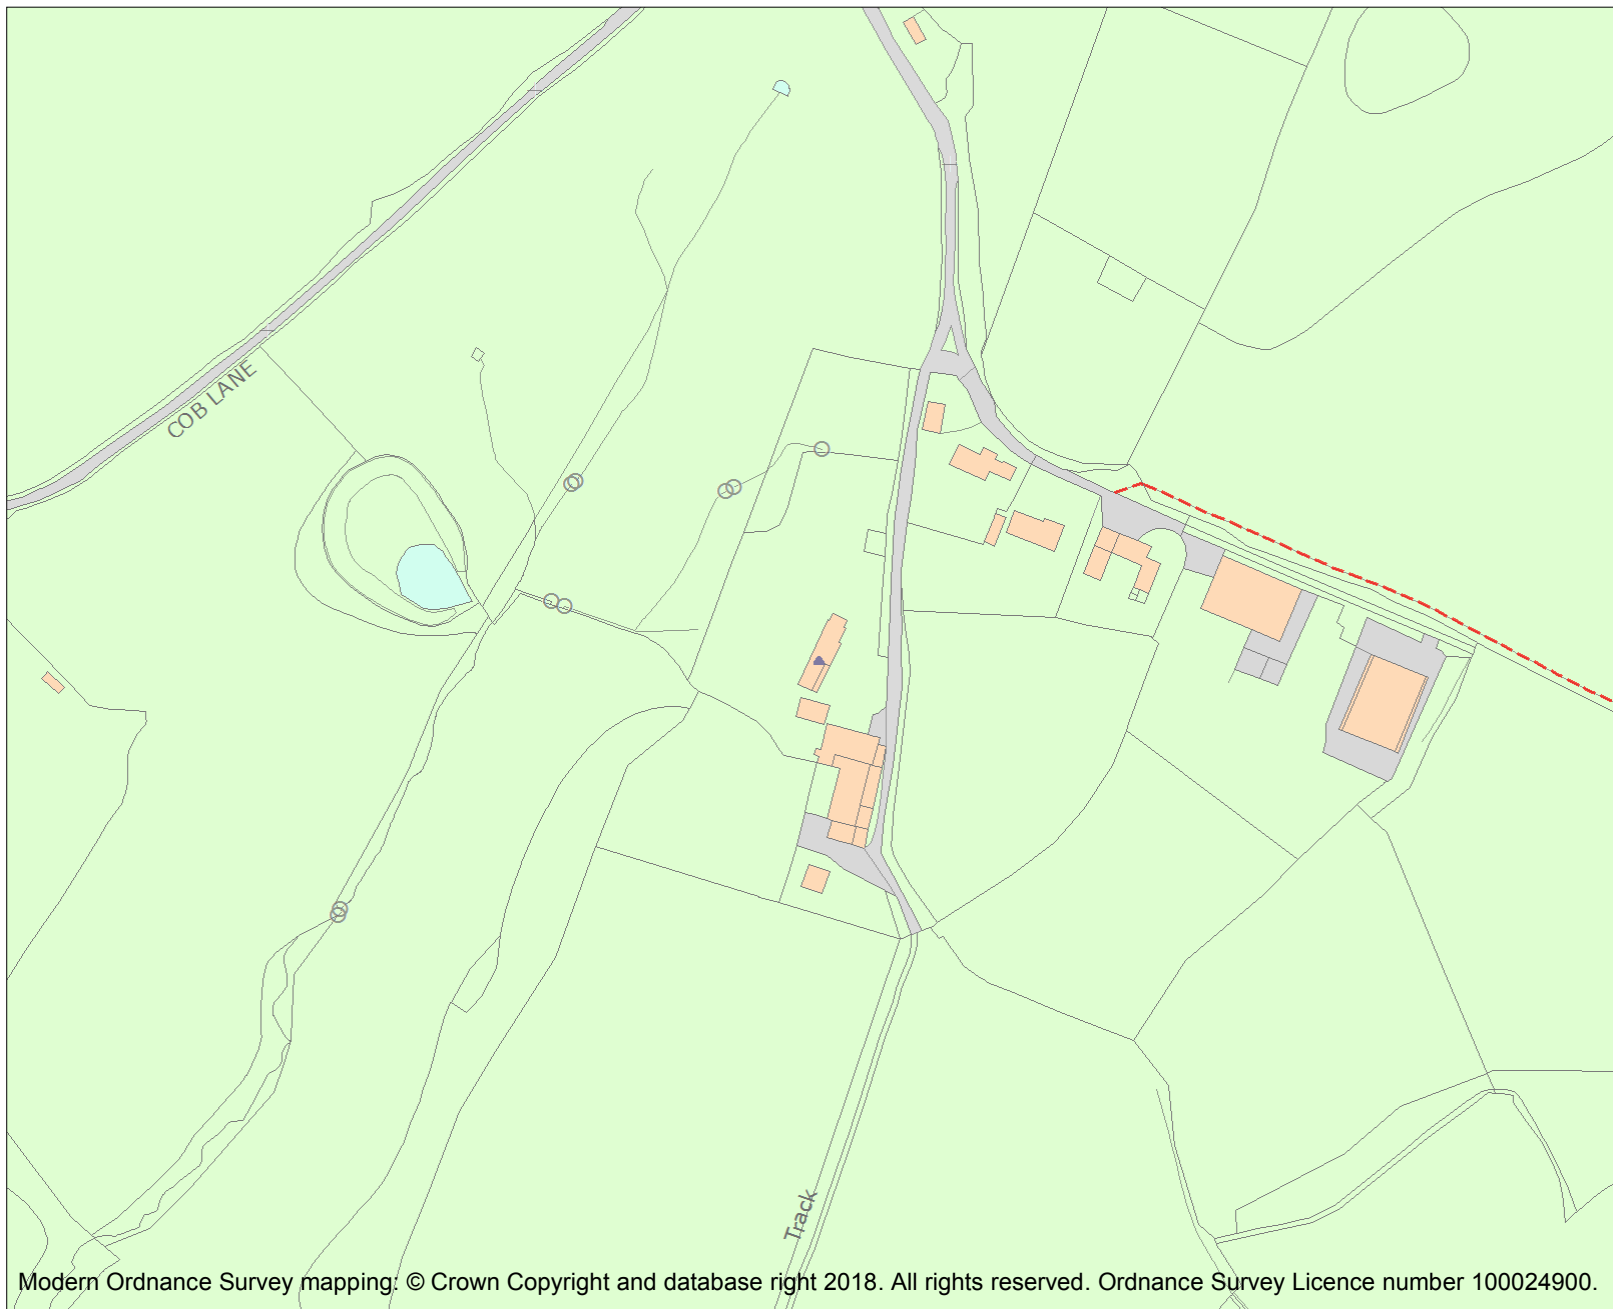 COB LANE
Track
Modern Ordnance Survey mapping: © Crown Copyright and database right 2018. All rights reserved. Ordnance Survey Licence number 100024900.